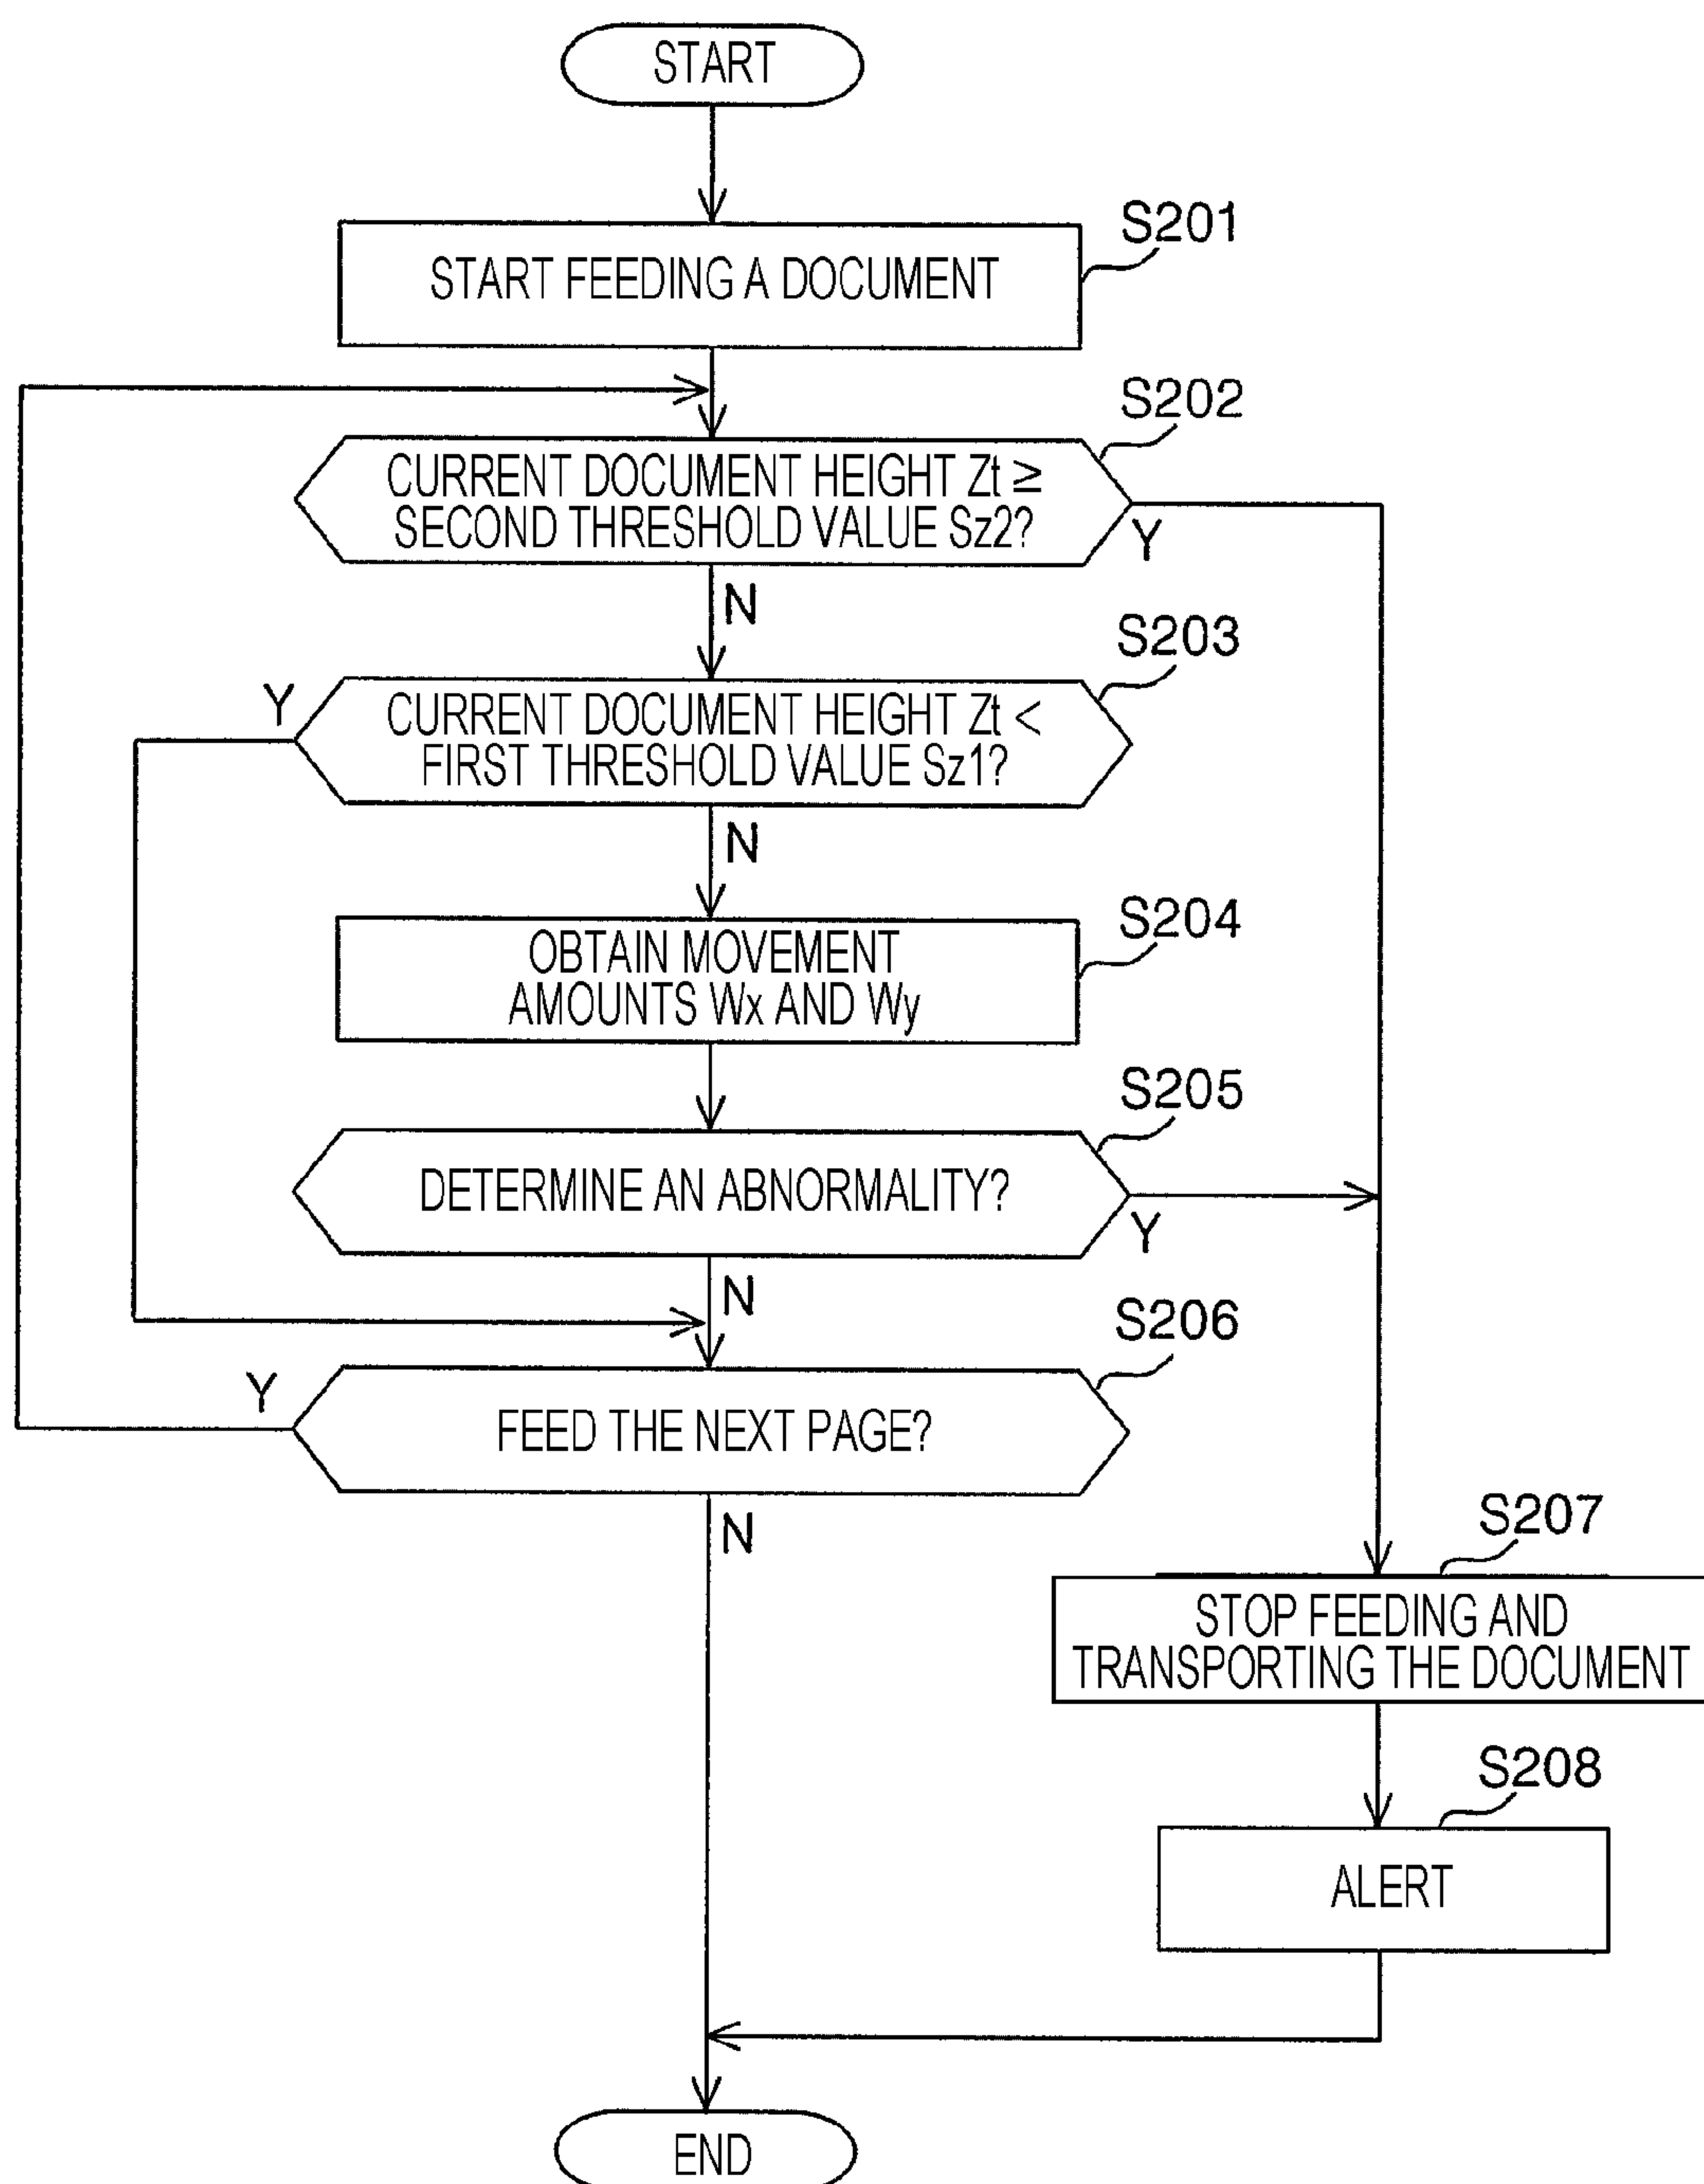 START
S201
START FEEDING A DOCUMENT
S202
CURRENT DOCUMENT HEIGHT Zt ≥
SECOND THRESHOLD VALUE Sz2?
Y
N
S203
Y
CURRENT DOCUMENT HEIGHT Zt <
FIRST THRESHOLD VALUE Sz1?
N
S204
OBTAIN MOVEMENT
AMOUNTS Wx AND Wy
S205
DETERMINE AN ABNORMALITY?
Y
N
S206
Y
FEED THE NEXT PAGE?
N
S207
STOP FEEDING AND
TRANSPORTING THE DOCUMENT
S208
ALERT
END